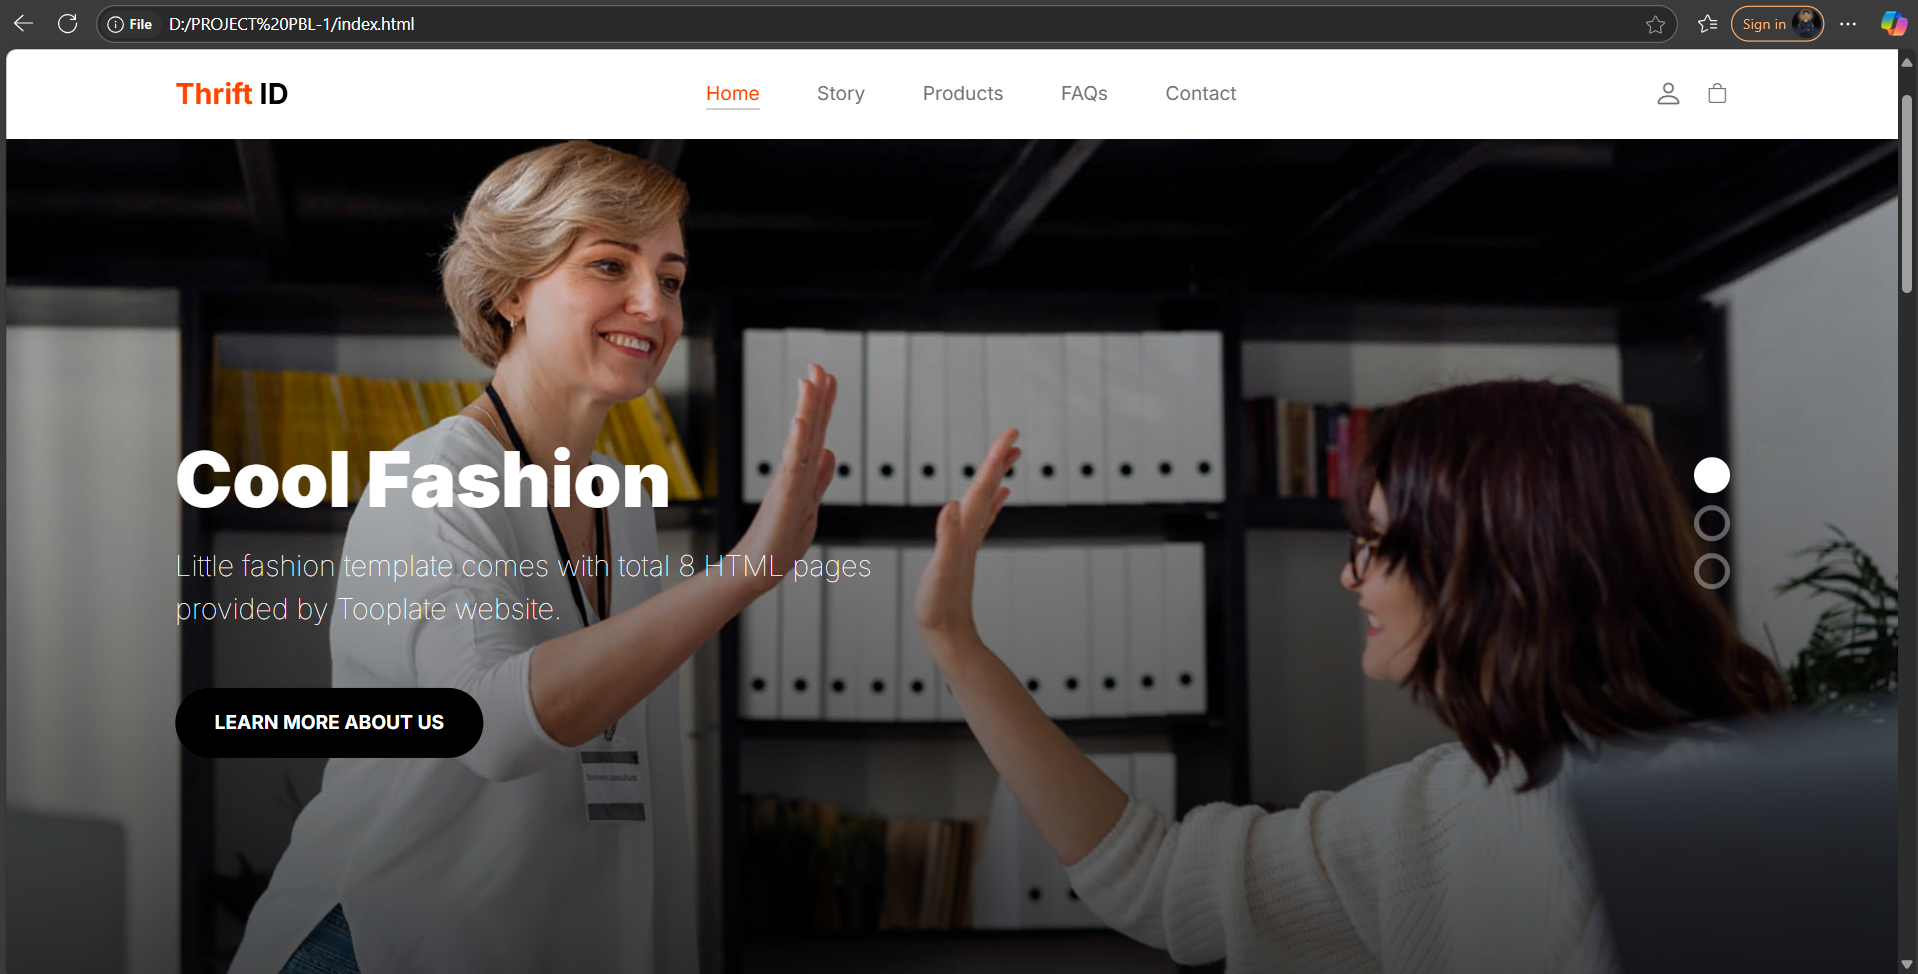 File D:/PROJECT%20PBL-1/index.html Sign in
Thrift ID Home Story Products FAQs Contact
Cool Fashion
Little fashion template comes with total 8 HTML pages
provided by Tooplate website.
LEARN MORE ABOUT US